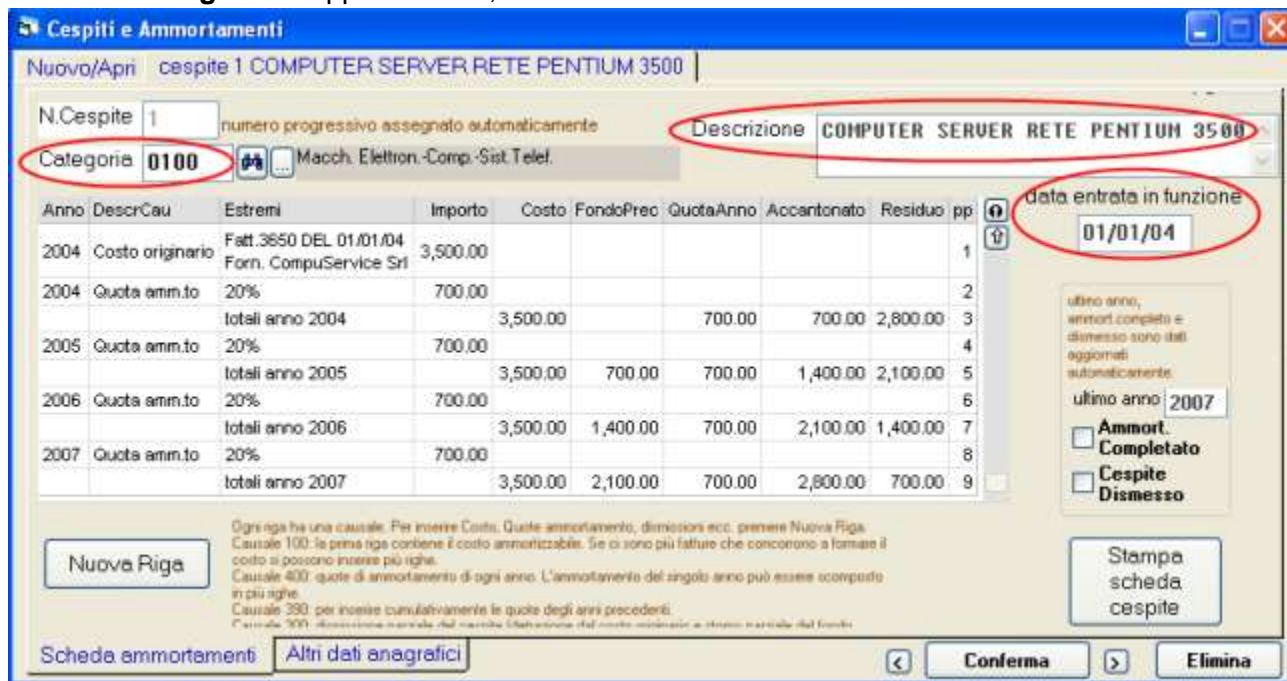 Cespiti e Ammortamenti
Nuovo/Apri cespite 1 COMPUTER SERVER RETE PENTIUM 3500
N.Cespite 1 numero progressivo assegnato automaticamente
Descrizione COMPUTER SERVER RETE PENTIUM 3500
Categoria 0100 ... Macch. Elettron.-Comp.-Sist.Telef.
data entrata in funzione
01/01/04
Anno DescrCau Estremi Importo Costo FondoPrec QuotaAnno Accantonato Residuo pp
2004 Costo originario Fatt.3650 DEL 01/01/04 3,500.00 1
Forn. CompuService Srl
2004 Quota amm.to 20% 700.00 2
totali anno 2004 3,500.00 700.00 700.00 2,800.00 3
2005 Quota amm.to 20% 700.00 4
totali anno 2005 3,500.00 700.00 700.00 1,400.00 2,100.00 5
2006 Quota amm.to 20% 700.00 6
totali anno 2006 3,500.00 1,400.00 700.00 2,100.00 1,400.00 7
2007 Quota amm.to 20% 700.00 8
totali anno 2007 3,500.00 2,100.00 700.00 2,800.00 700.00 9
ultimo anno,
ammort.completo e
dismesso sono dati
aggiornati
automaticamente
ultimo anno 2007
Ammort.
Completato
Cespite
Dismesso
Nuova Riga
Ogni riga ha una causale. Per inserire Costo, Quote ammortamento, dismissioni ecc. premere Nuova Riga.
Causale 100: la prima riga contiene il costo ammortizzabile. Se ci sono più fatture che concorrono a formare il
costo si possono inserire più righe.
Causale 400: quote di ammortamento di ogni anno. L'ammortamento del singolo anno può essere scomposto
in più righe.
Causale 390: per inserire cumulativamente le quote degli anni precedenti.
Stampa
scheda
cespite
Scheda ammortamenti Altri dati anagrafici
< Conferma > Elimina